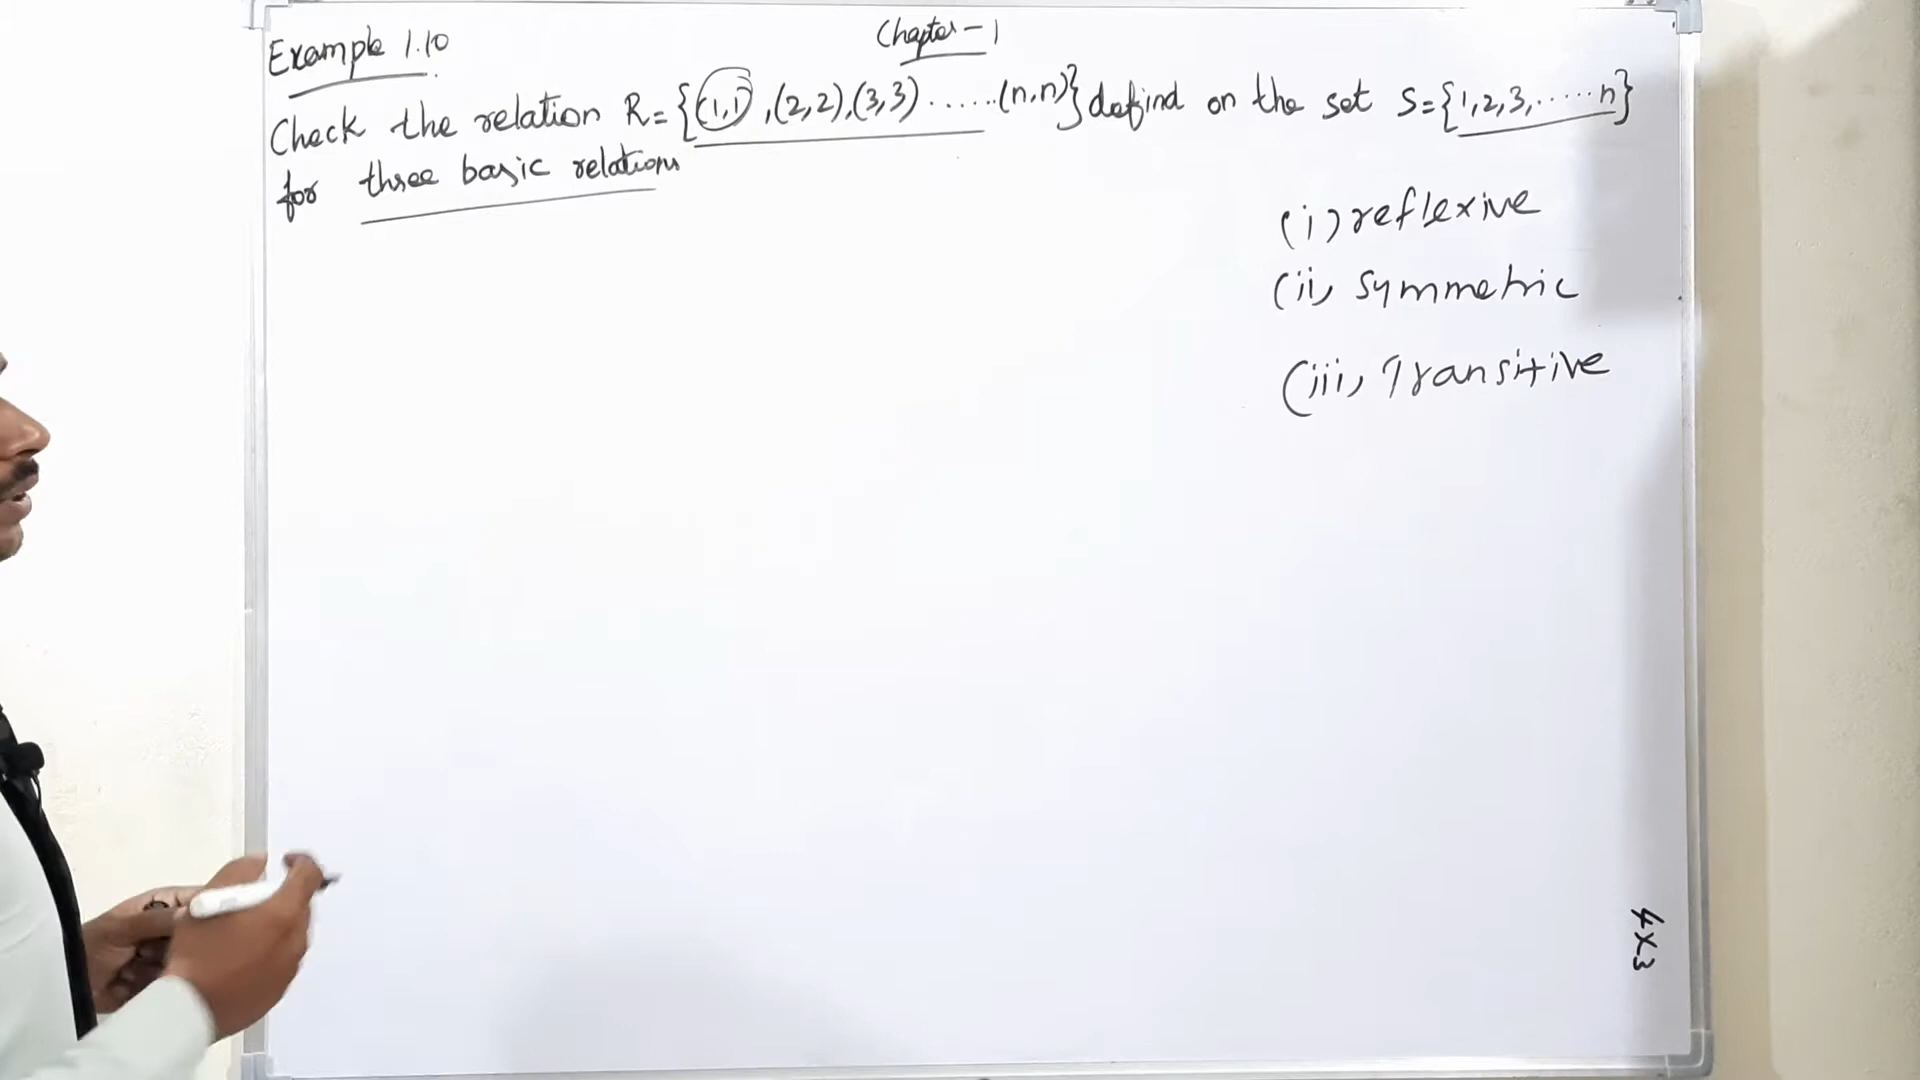 Chapter - 1
Example 1.10
Check the relation R={(1,1),(2,2),(3,3)......(n,n)} defind on the set S={1,2,3,.....n}
for three basic relations
(i) reflexive
(ii, symmetric
(iii, Transitive
4x3